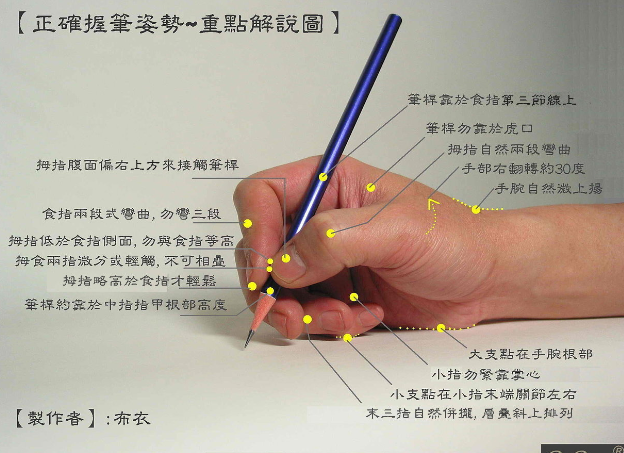 【正確握筆姿勢~重點解說圖】
筆桿靠於食指第三節線上
筆桿勿靠於虎口
拇指自然兩段彎曲
手部右翻轉約30度
手腕自然微上揚
拇指腹面偏右上方來接觸筆桿
食指兩段式彎曲,勿彎三段
拇指低於食指側面,勿與食指等高
拇食兩指微分或輕觸,不可相疊
拇指略高於食指才輕鬆
筆桿約靠於中指指甲根部高度
大支點在手腕根部
小指勿緊靠掌心
小支點在小指末端關節左右
末三指自然併攏,層疊斜上排列
【製作者】:布衣